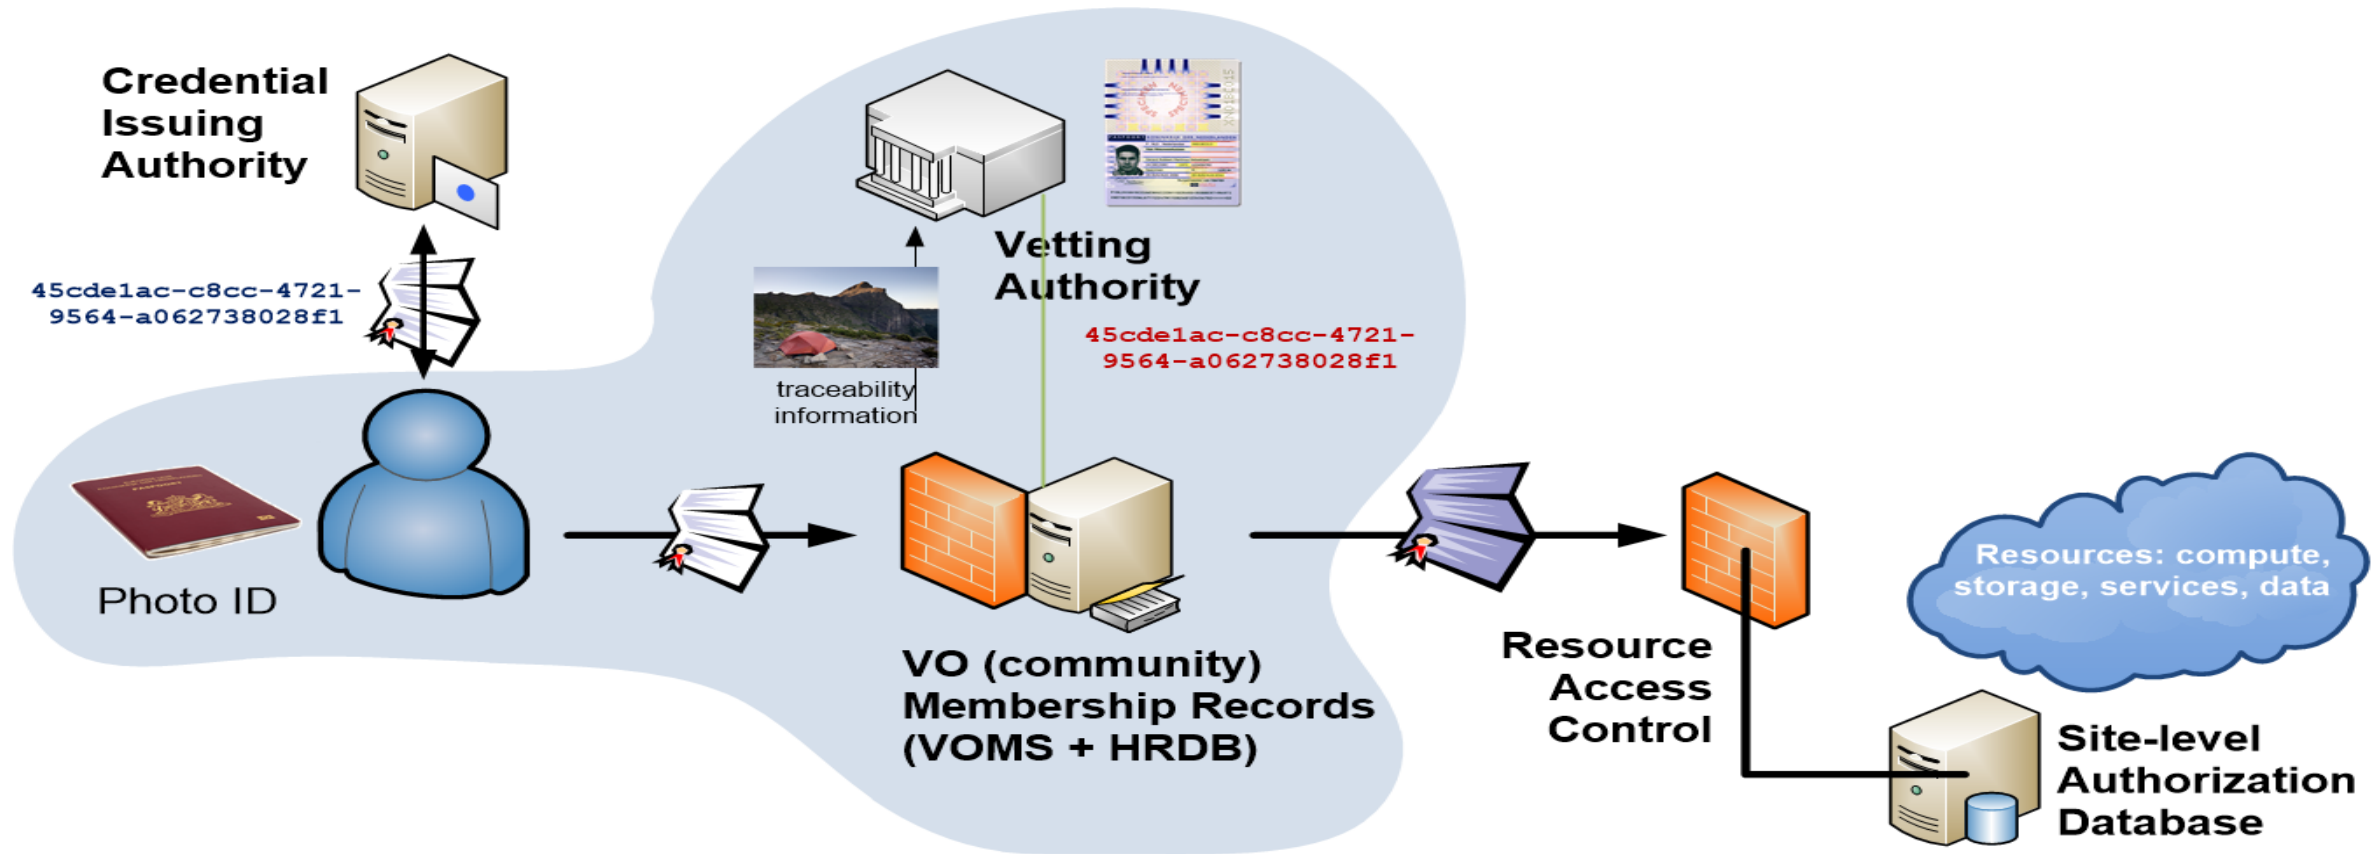 Credential
Issuing
Authority
45cde1ac-c8cc-4721-
9564-a062738028f1
Photo ID
SPECIMEN
Vetting
Authority
traceability
information
45cde1ac-c8cc-4721-
9564-a062738028f1
VO (community)
Membership Records
(VOMS + HRDB)
Resource
Access
Control
Resources: compute,
storage, services, data
Site-level
Authorization
Database